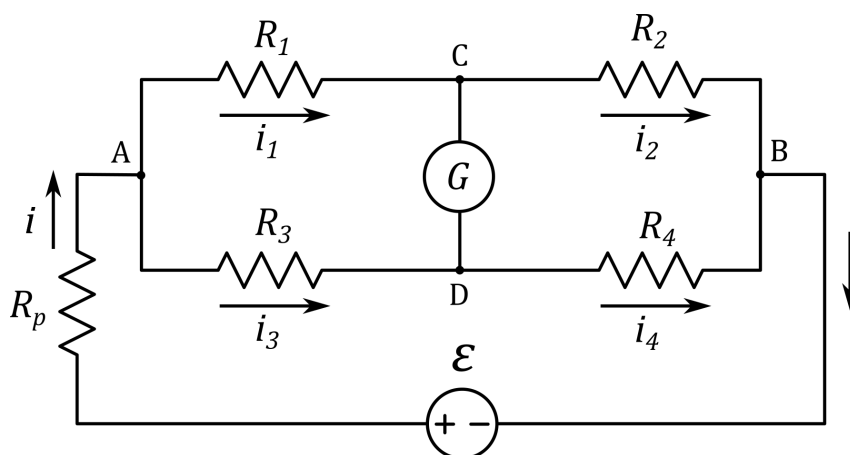 R₁
C
R₂
i₁
i₂
A
B
G
i
R₃
R₄
Rₚ
D
i₃
i₄
ε
+ −